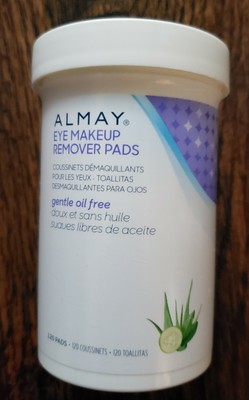 ALMAY®
EYE MAKEUP
REMOVER PADS
COUSSINETS DÉMAQUILLANTS
POUR LES YEUX • TOALLITAS
DESMAQUILLANTES PARA OJOS
gentle oil free
doux et sans huile
suaves libres de aceite
120 PADS • 120 COUSSINETS • 120 TOALLITAS